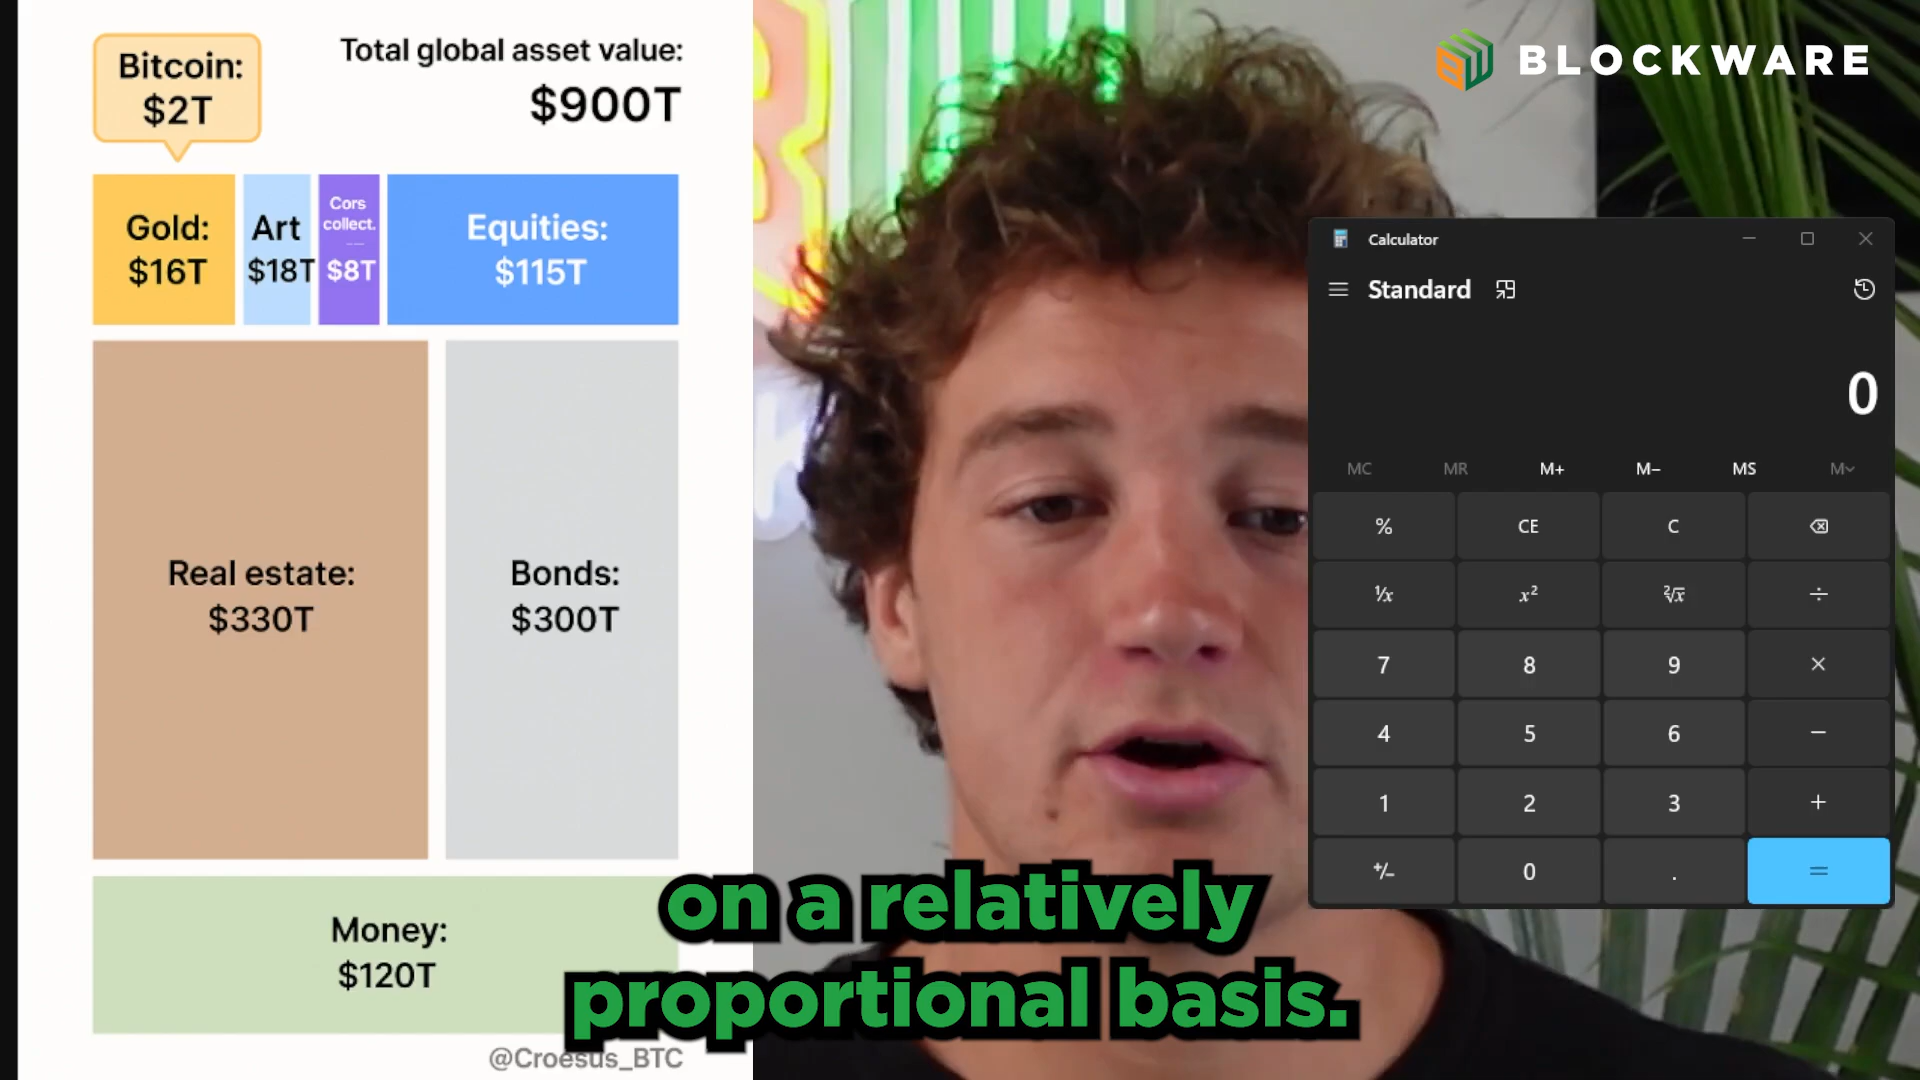 Bitcoin:
$2T
Total global asset value:
$900T
Gold:
$16T
Art
$18T
Cors
collect.
$8T
Equities:
$115T
Real estate:
$330T
Bonds:
$300T
Money:
$120T
@Croesus_BTC
BLOCKWARE
Calculator
Standard
0
MC MR M+ M− MS M˅
% CE C
⅟x x² ²√x ÷
7 8 9 ×
4 5 6 −
1 2 3 +
+/− 0 . =
on a relatively
proportional basis.